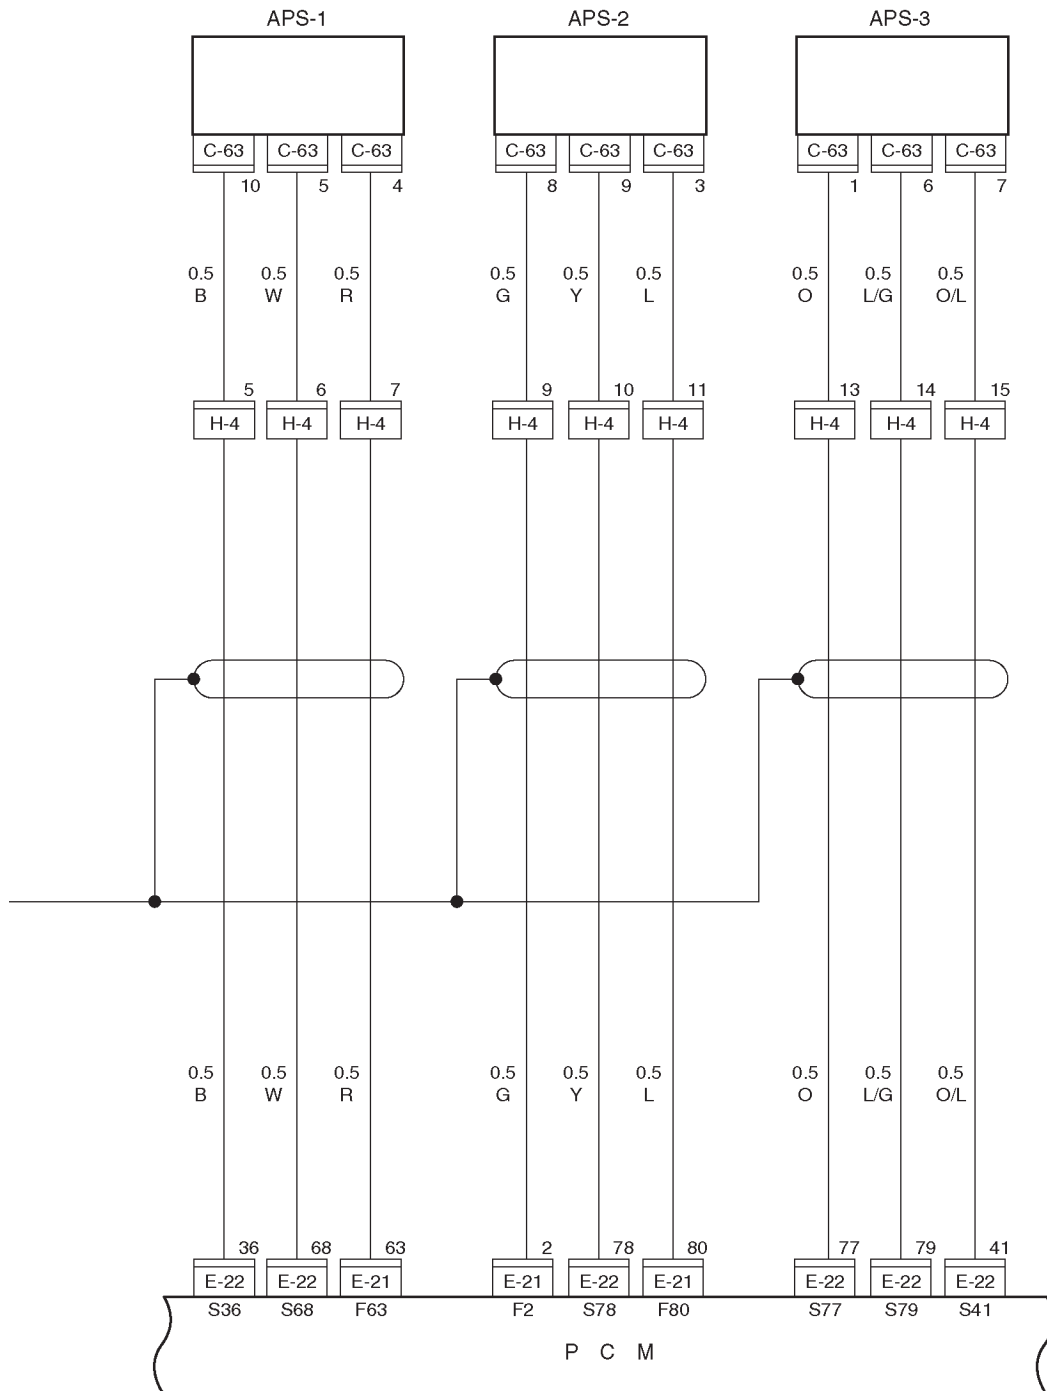 APS-1 APS-2 APS-3
C-63 C-63 C-63 C-63 C-63 C-63 C-63 C-63 C-63
10 5 4 8 9 3 1 6 7
0.5 0.5 0.5 0.5 0.5 0.5 0.5 0.5 0.5
B W R G Y L O L/G O/L
5 6 7 9 10 11 13 14 15
H-4 H-4 H-4 H-4 H-4 H-4 H-4 H-4 H-4
0.5 0.5 0.5 0.5 0.5 0.5 0.5 0.5 0.5
B W R G Y L O L/G O/L
36 68 63 2 78 80 77 79 41
E-22 E-22 E-21 E-21 E-22 E-21 E-22 E-22 E-22
S36 S68 F63 F2 S78 F80 S77 S79 S41
P C M